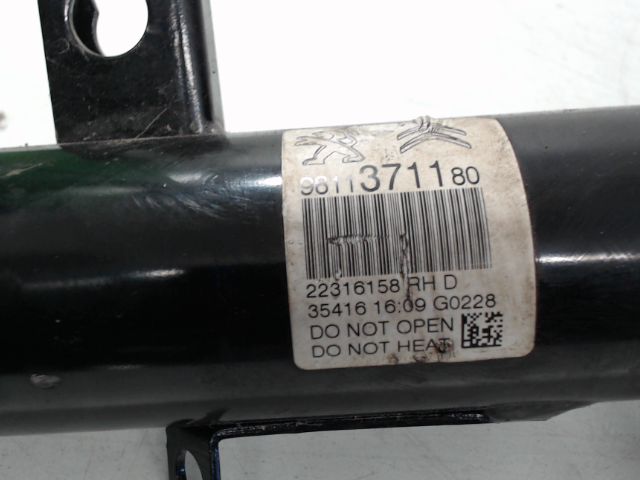 9811371180
22316158 RH D
35416 16:09 G0228
DO NOT OPEN
DO NOT HEAT